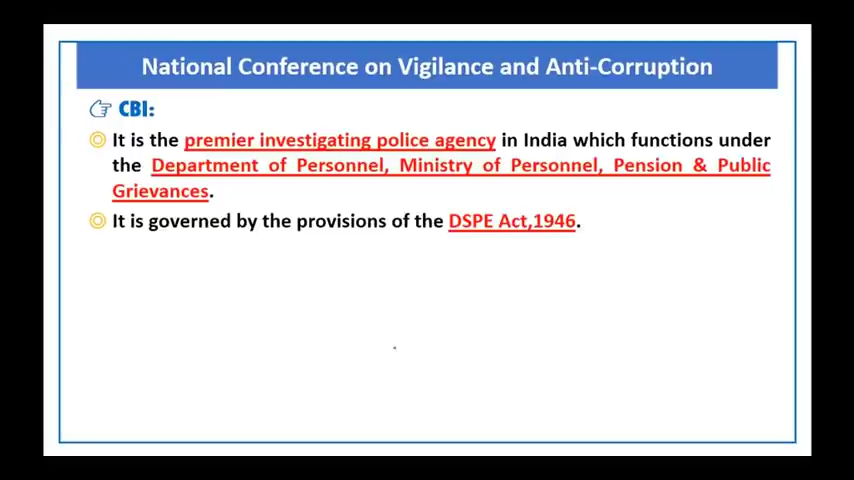 National Conference on Vigilance and Anti-Corruption
CBI:
It is the premier investigating police agency in India which functions under
the Department of Personnel, Ministry of Personnel, Pension & Public
Grievances.
It is governed by the provisions of the DSPE Act,1946.